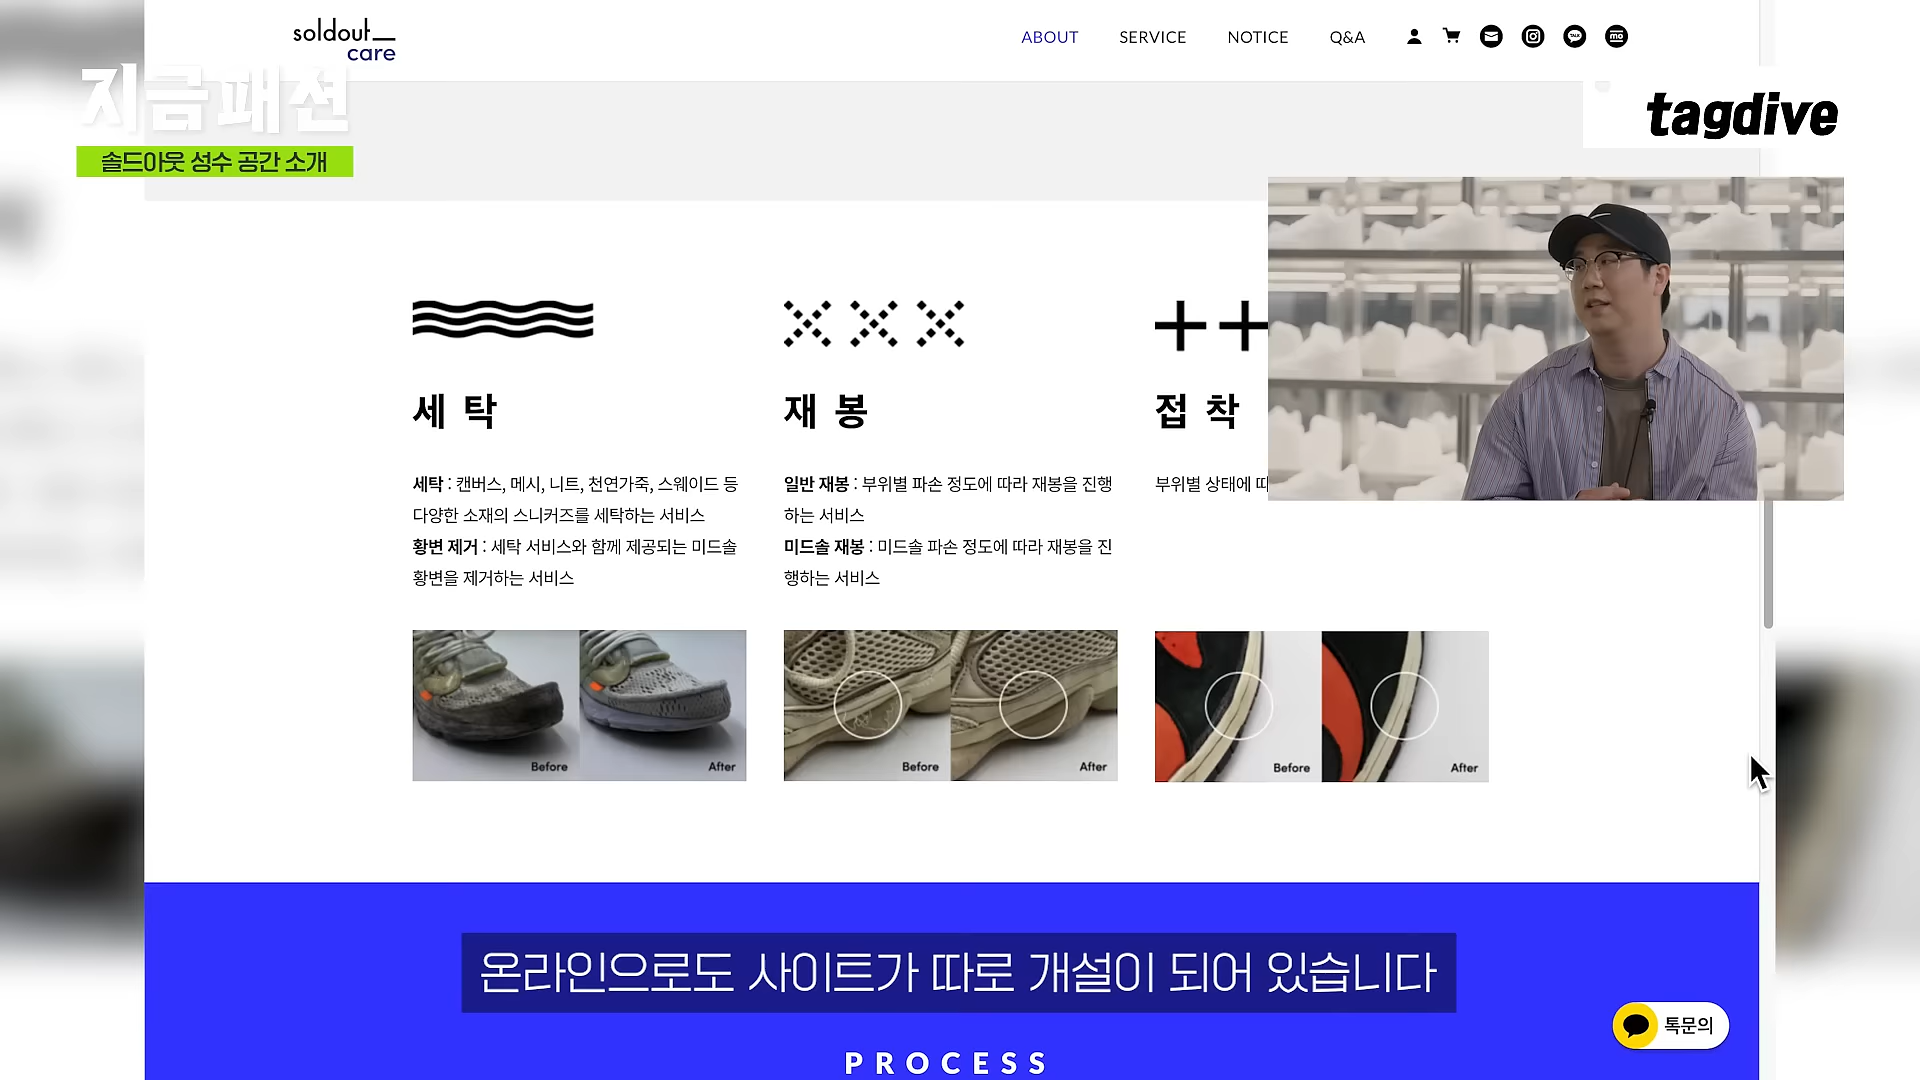 soldout_
care
ABOUT SERVICE NOTICE Q&A
지금패션
솔드아웃 성수 공간 소개
tagdive
세 탁
세탁 : 캔버스, 메시, 니트, 천연가죽, 스웨이드 등
다양한 소재의 스니커즈를 세탁하는 서비스
황변 제거 : 세탁 서비스와 함께 제공되는 미드솔
황변을 제거하는 서비스
Before After
재 봉
일반 재봉 : 부위별 파손 정도에 따라 재봉을 진행
하는 서비스
미드솔 재봉 : 미드솔 파손 정도에 따라 재봉을 진
행하는 서비스
Before After
접 착
부위별 상태에 따
Before After
온라인으로도 사이트가 따로 개설이 되어 있습니다
PROCESS
톡문의